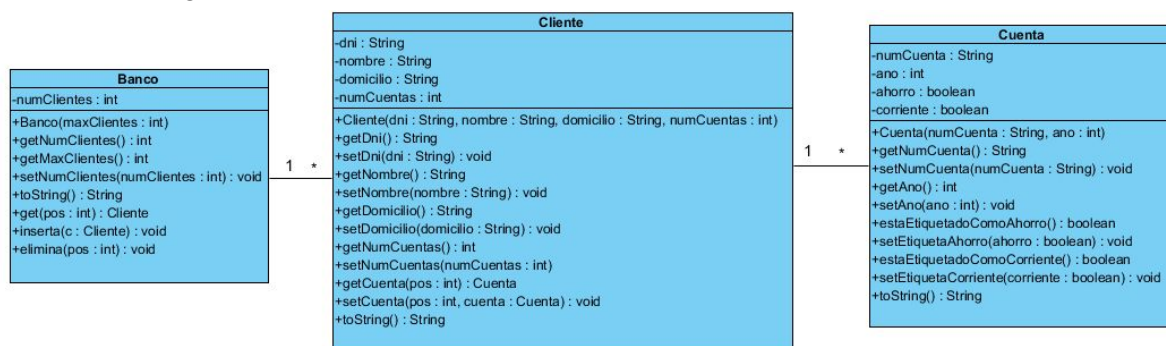 Banco
-numClientes : int
+Banco(maxClientes : int)
+getNumClientes() : int
+getMaxClientes() : int
+setNumClientes(numClientes : int) : void
+toString() : String
+get(pos : int) : Cliente
+inserta(c : Cliente) : void
+elimina(pos : int) : void
1 *
Cliente
-dni : String
-nombre : String
-domicilio : String
-numCuentas : int
+Cliente(dni : String, nombre : String, domicilio : String, numCuentas : int)
+getDni() : String
+setDni(dni : String) : void
+getNombre() : String
+setNombre(nombre : String) : void
+getDomicilio() : String
+setDomicilio(domicilio : String) : void
+getNumCuentas() : int
+setNumCuentas(numCuentas : int)
+getCuenta(pos : int) : Cuenta
+setCuenta(pos : int, cuenta : Cuenta) : void
+toString() : String
1 *
Cuenta
-numCuenta : String
-ano : int
-ahorro : boolean
-corriente : boolean
+Cuenta(numCuenta : String, ano : int)
+getNumCuenta() : String
+setNumCuenta(numCuenta : String) : void
+getAno() : int
+setAno(ano : int) : void
+estaEtiquetadoComoAhorro() : boolean
+setEtiquetaAhorro(ahorro : boolean) : void
+estaEtiquetadoComoCorriente() : boolean
+setEtiquetaCorriente(corriente : boolean) : void
+toString() : String